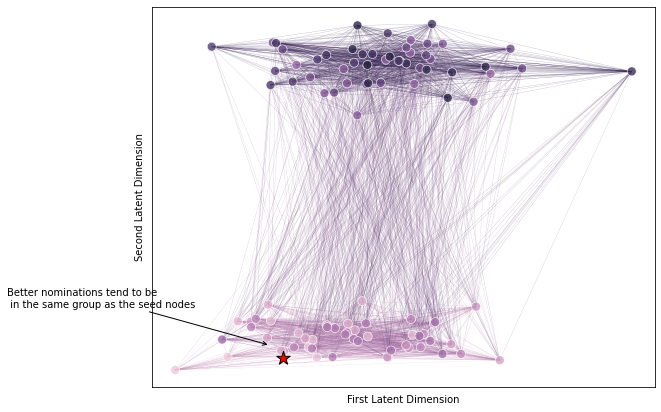 Second Latent Dimension
Better nominations tend to be
in the same group as the seed nodes
First Latent Dimension